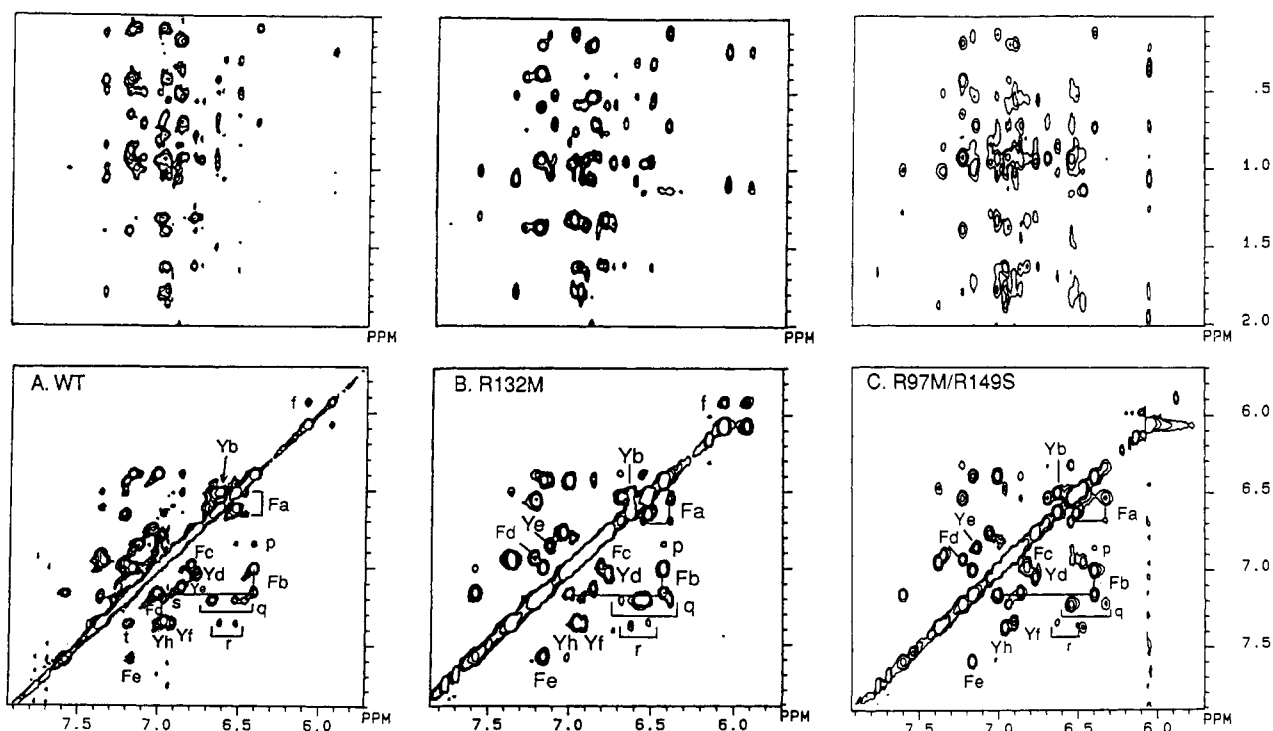 .5
1.0
1.5
2.0
PPM PPM PPM
A. WT B. R132M C. R97M/R149S
f f
6.0
Yb Yb Yb
6.5
Fa Fa Fa
Ye Ye
Fd Fd
p p p
Fc Fc Fc
Yd Yd Yd
Fb Fb Fb
7.0
Fd s
q q q
t
Yh Yf Yh Yf Yh Yf
r r r
7.5
Fe Fe Fe
PPM PPM PPM
7.5 7.0 6.5 6.0 7.5 7.0 6.5 6.0 7.5 7.0 6.5 6.0